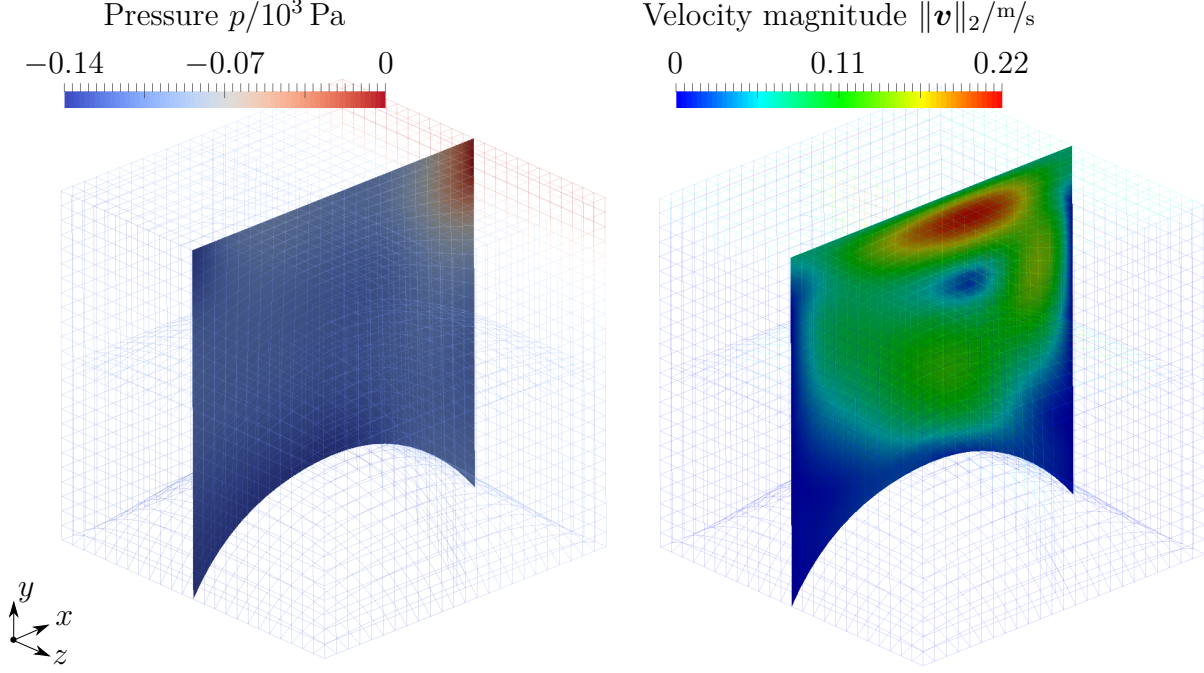 Pressure p/10³ Pa
−0.14 −0.07 0
Velocity magnitude ‖v‖₂/m/s
0 0.11 0.22
y
x
z